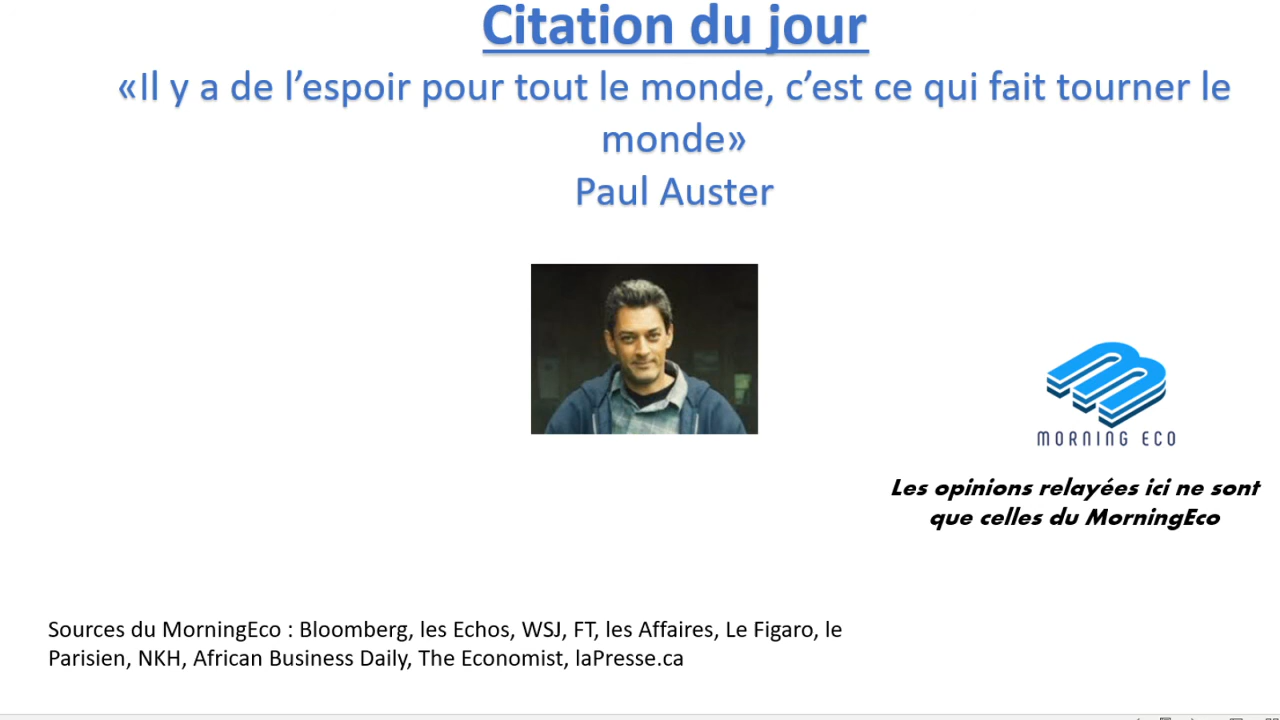 Citation du jour
«Il y a de l’espoir pour tout le monde, c’est ce qui fait tourner le
monde»
Paul Auster
MORNING ECO
Les opinions relayées ici ne sont
que celles du MorningEco
Sources du MorningEco : Bloomberg, les Echos, WSJ, FT, les Affaires, Le Figaro, le
Parisien, NKH, African Business Daily, The Economist, laPresse.ca